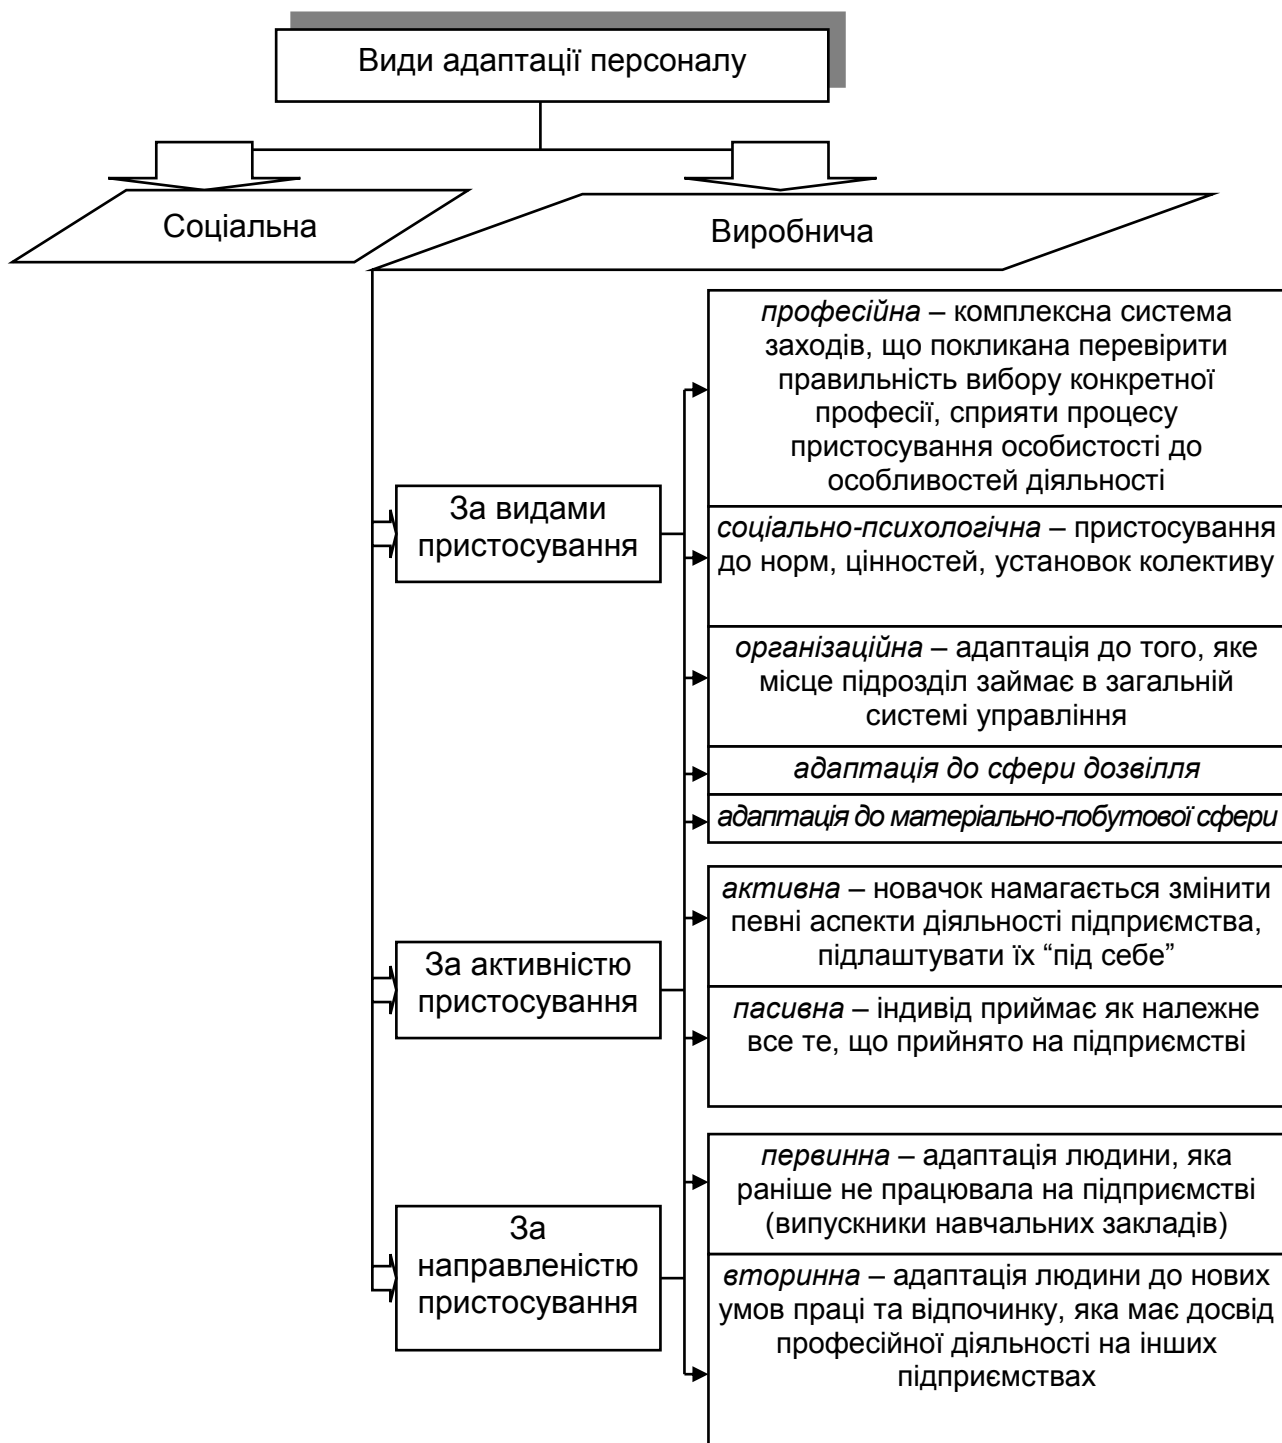 Види адаптації персоналу
Соціальна
Виробнича
професійна – комплексна система
заходів, що покликана перевірити
правильність вибору конкретної
професії, сприяти процесу
пристосування особистості до
особливостей діяльності
За видами
пристосування
соціально-психологічна – пристосування
до норм, цінностей, установок колективу
організаційна – адаптація до того, яке
місце підрозділ займає в загальній
системі управління
адаптація до сфери дозвілля
адаптація до матеріально-побутової сфери
активна – новачок намагається змінити
певні аспекти діяльності підприємства,
підлаштувати їх “під себе”
За активністю
пристосування
пасивна – індивід приймає як належне
все те, що прийнято на підприємстві
первинна – адаптація людини, яка
раніше не працювала на підприємстві
(випускники навчальних закладів)
За
направленістю
пристосування
вторинна – адаптація людини до нових
умов праці та відпочинку, яка має досвід
професійної діяльності на інших
підприємствах